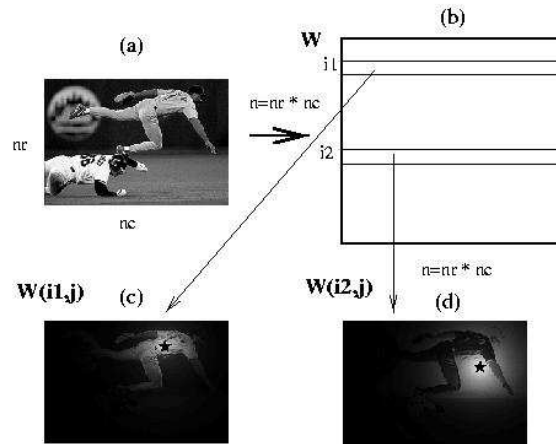 (a)
(b)
W
i1
n=nr * nc
nr
i2
nc
n=nr * nc
W(i1,j)
(c)
W(i2,j)
(d)